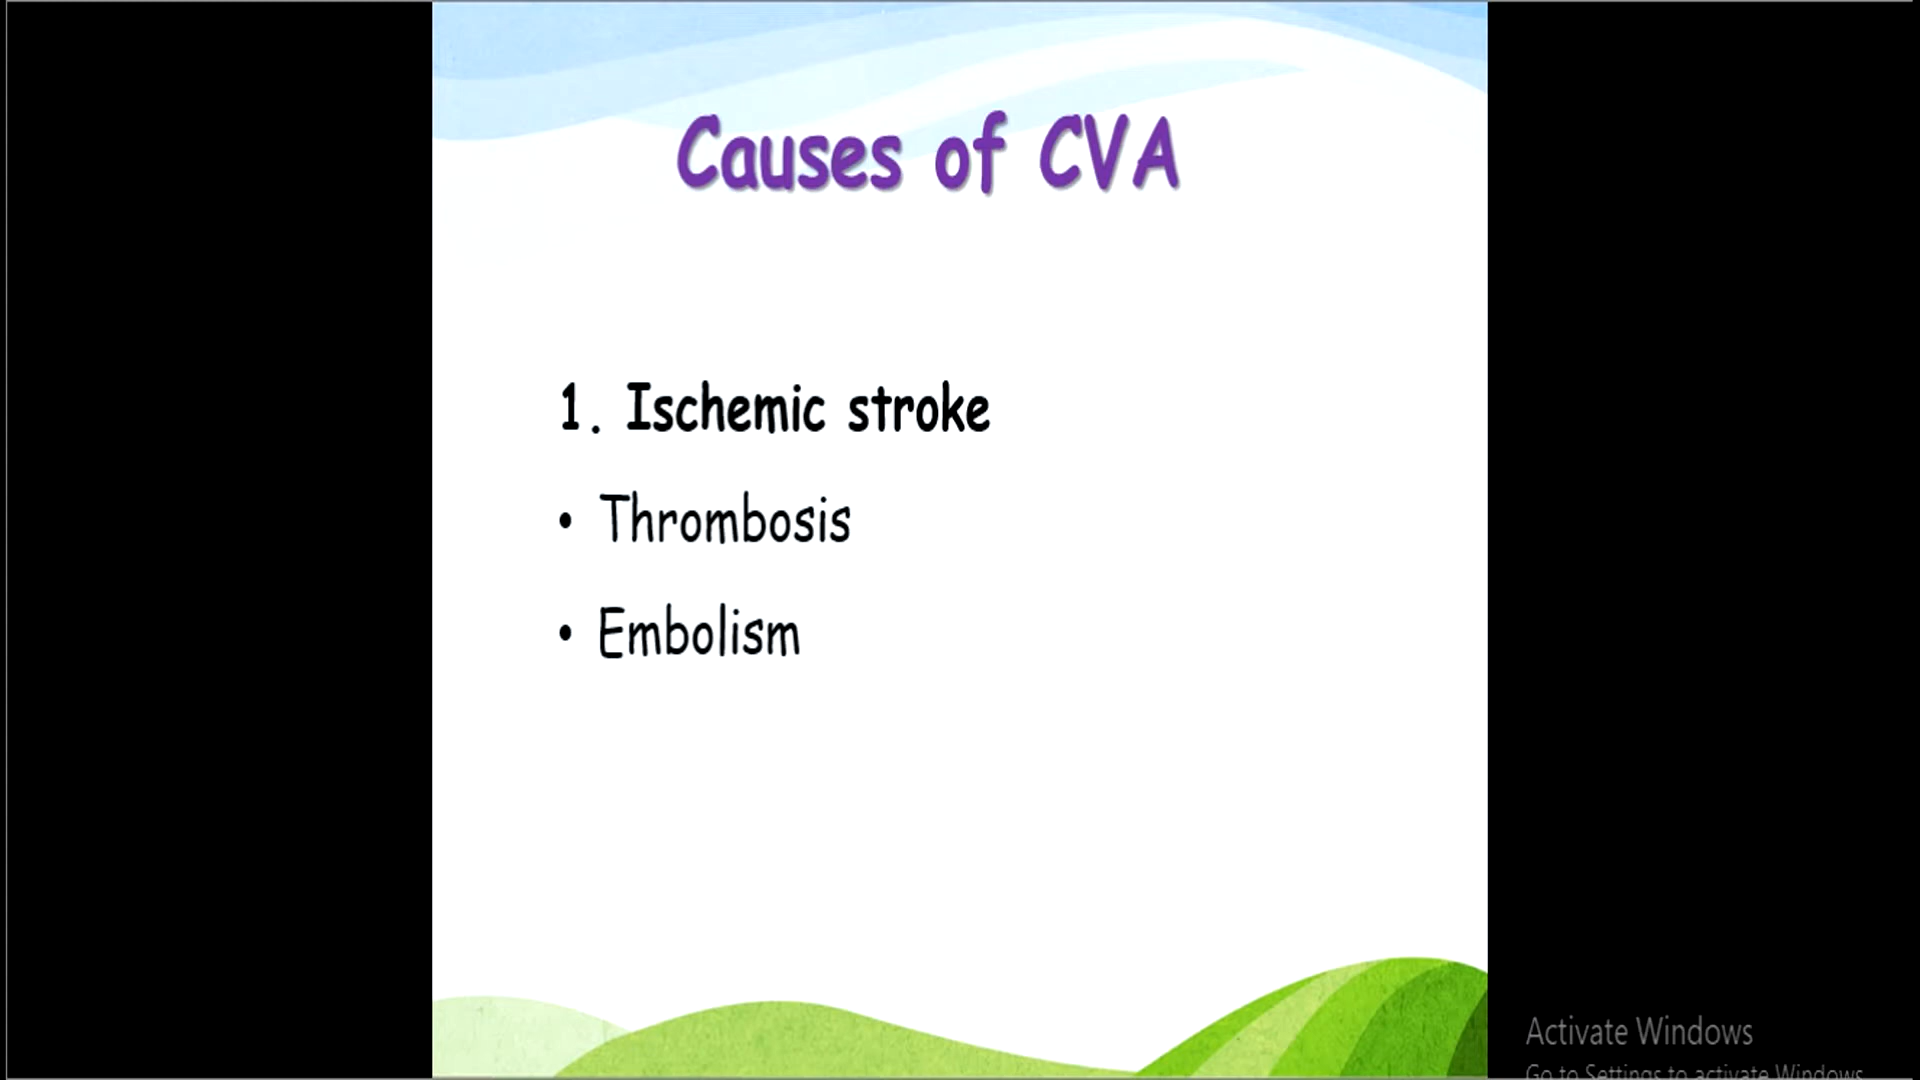 Causes of CVA
1. Ischemic stroke
• Thrombosis
• Embolism
Activate Windows
Go to Settings to activate Windows.